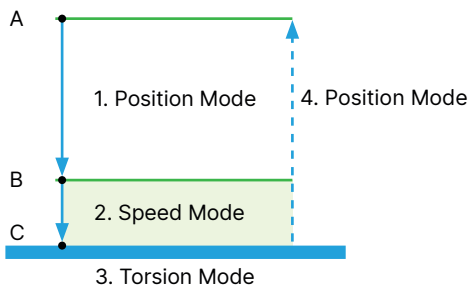 A
1. Position Mode
4. Position Mode
B
2. Speed Mode
C
3. Torsion Mode